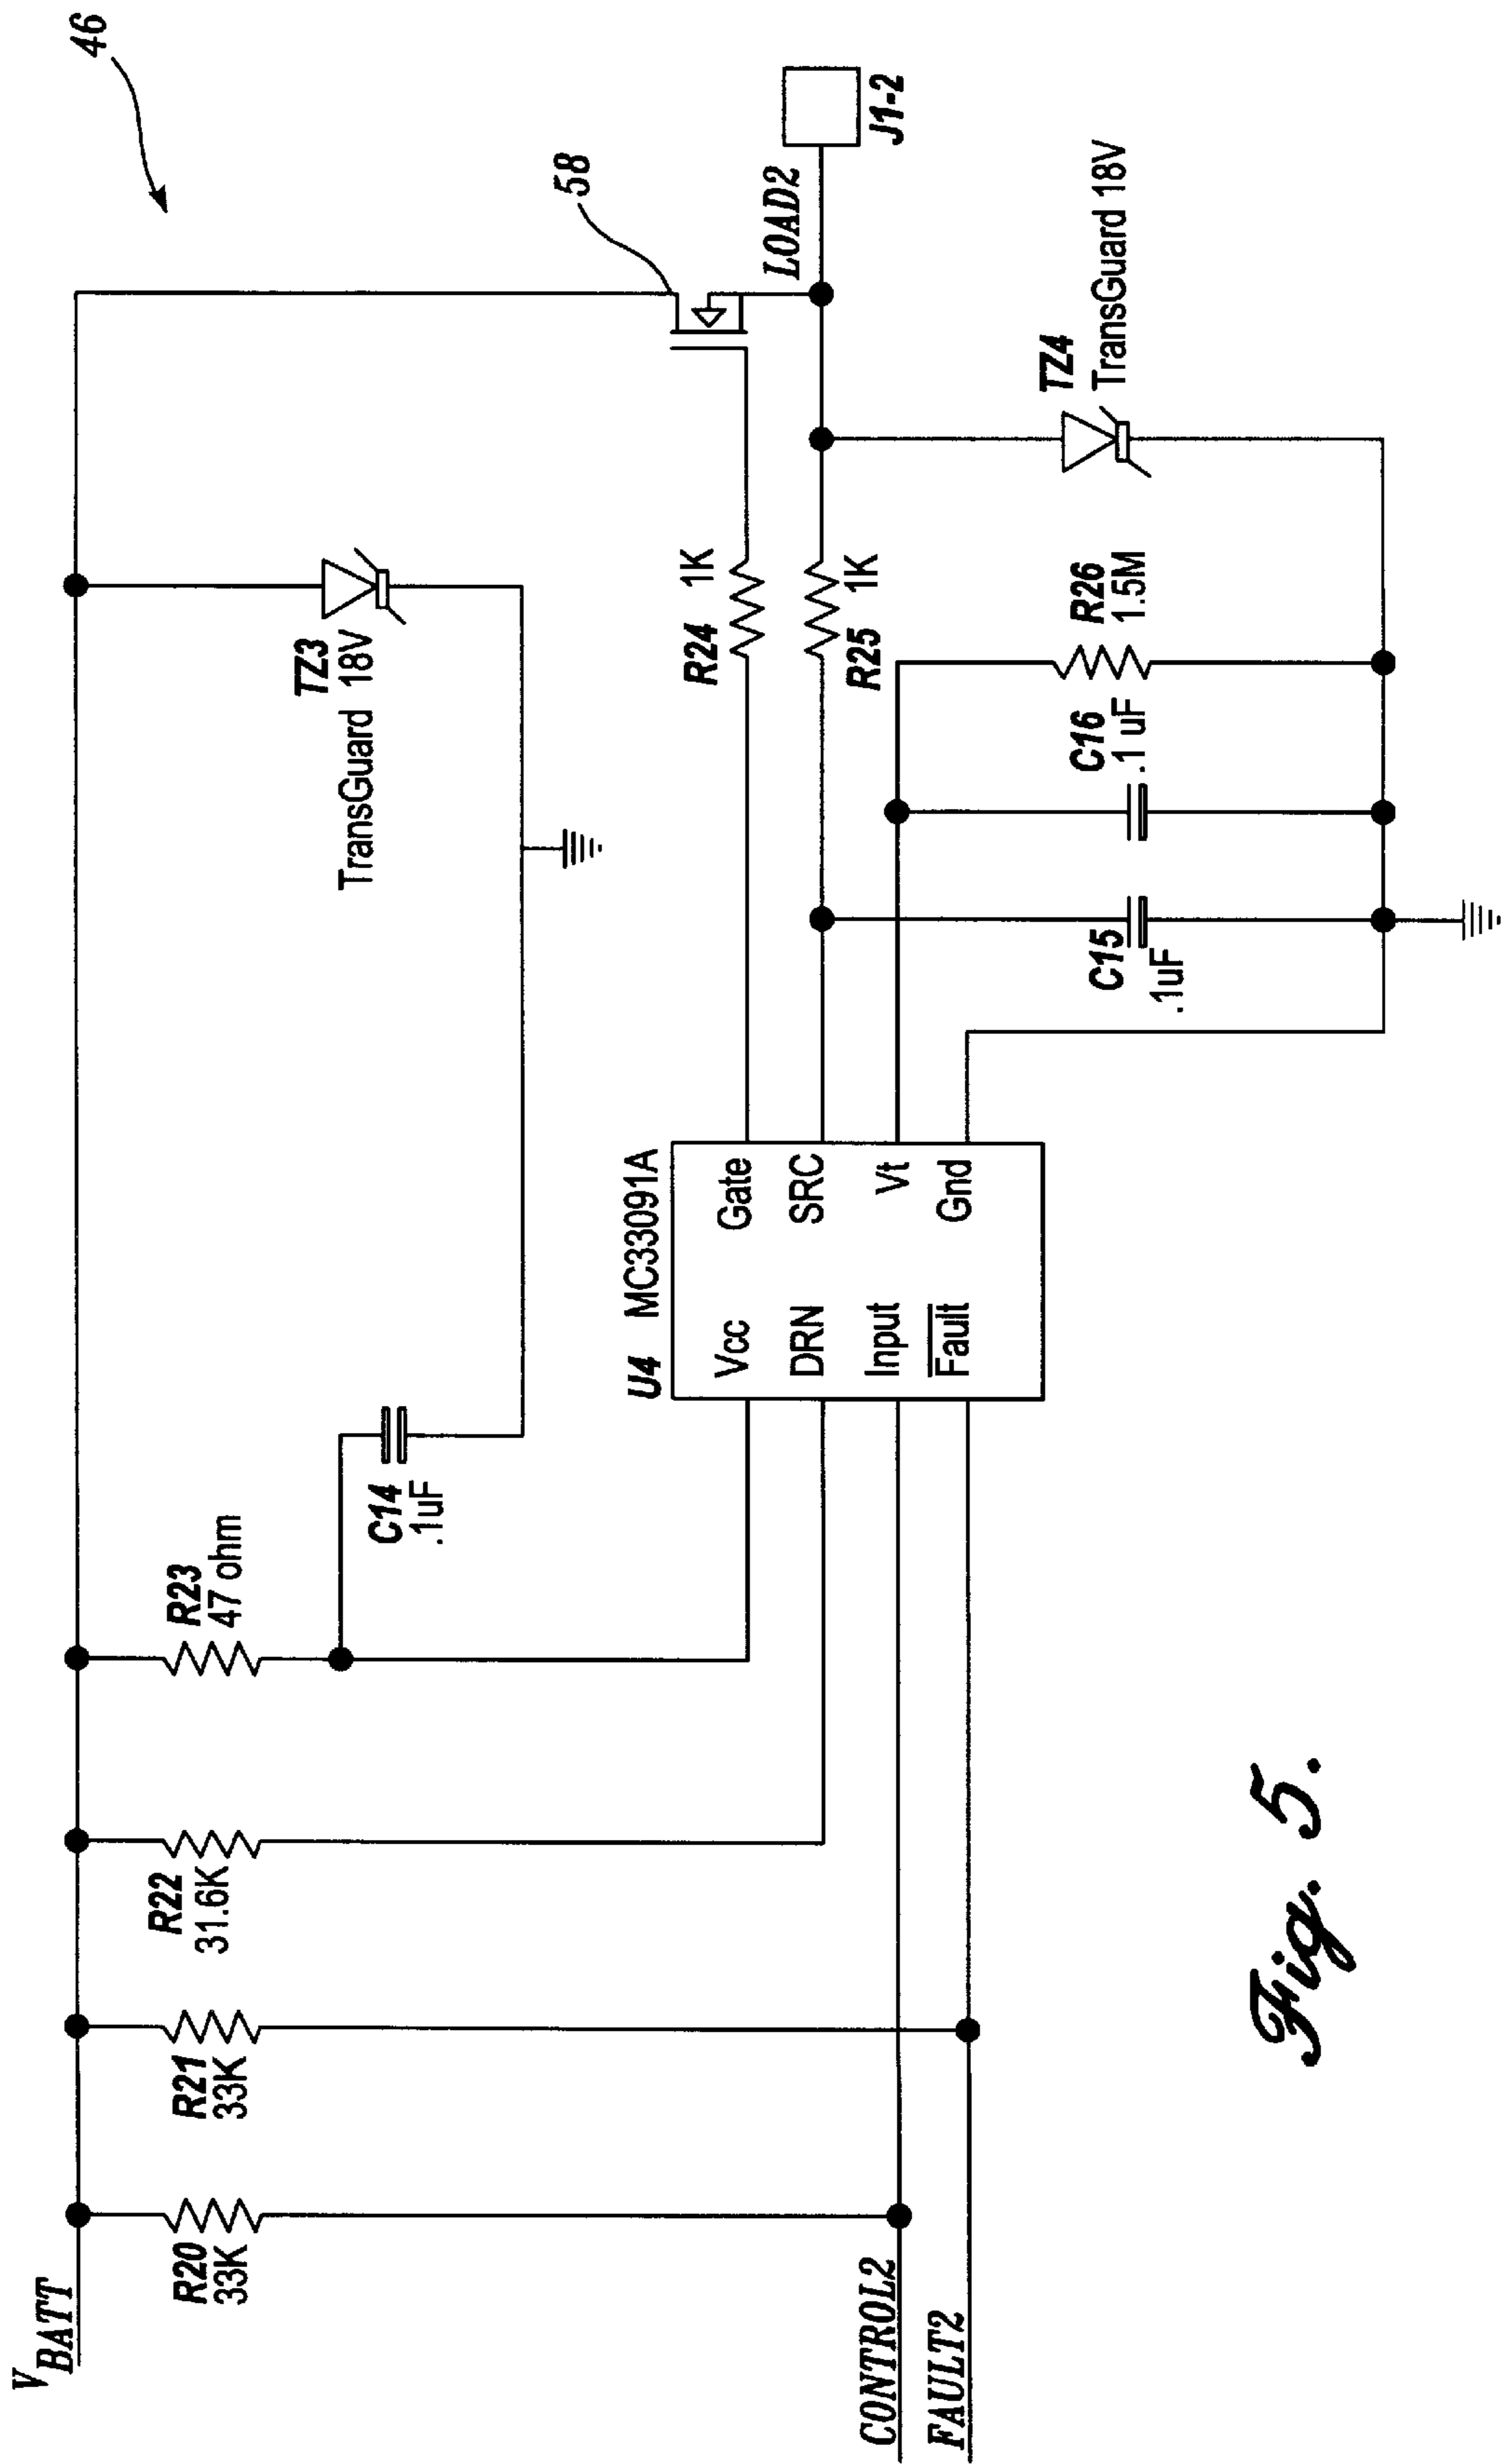 46
V BATT
R20
33K
R21
33K
R22
31.6K
R23
47 ohm
C14
.1uF
TZ3
TransGuard 18V
58
U4 MC33091A
Vcc
Gate
DRN
SRC
Input
Vt
Fault
Gnd
R24 1K
R25 1K
LOAD2
J1-2
CONTROL2
FAULT2
C15
.1uF
C16
.1 uF
R26
1.5M
TZ4
TransGuard 18V
Fig. 5.